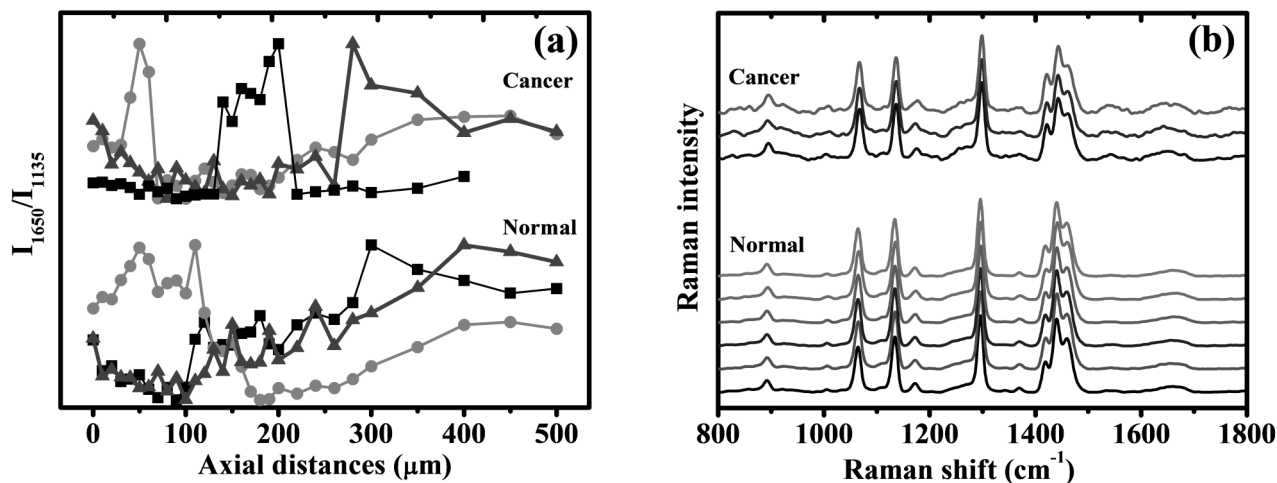 (a)
Cancer
Normal
I1650/I1135
0 100 200 300 400 500
Axial distances (μm)
(b)
Cancer
Normal
Raman intensity
800 1000 1200 1400 1600 1800
Raman shift (cm-1)